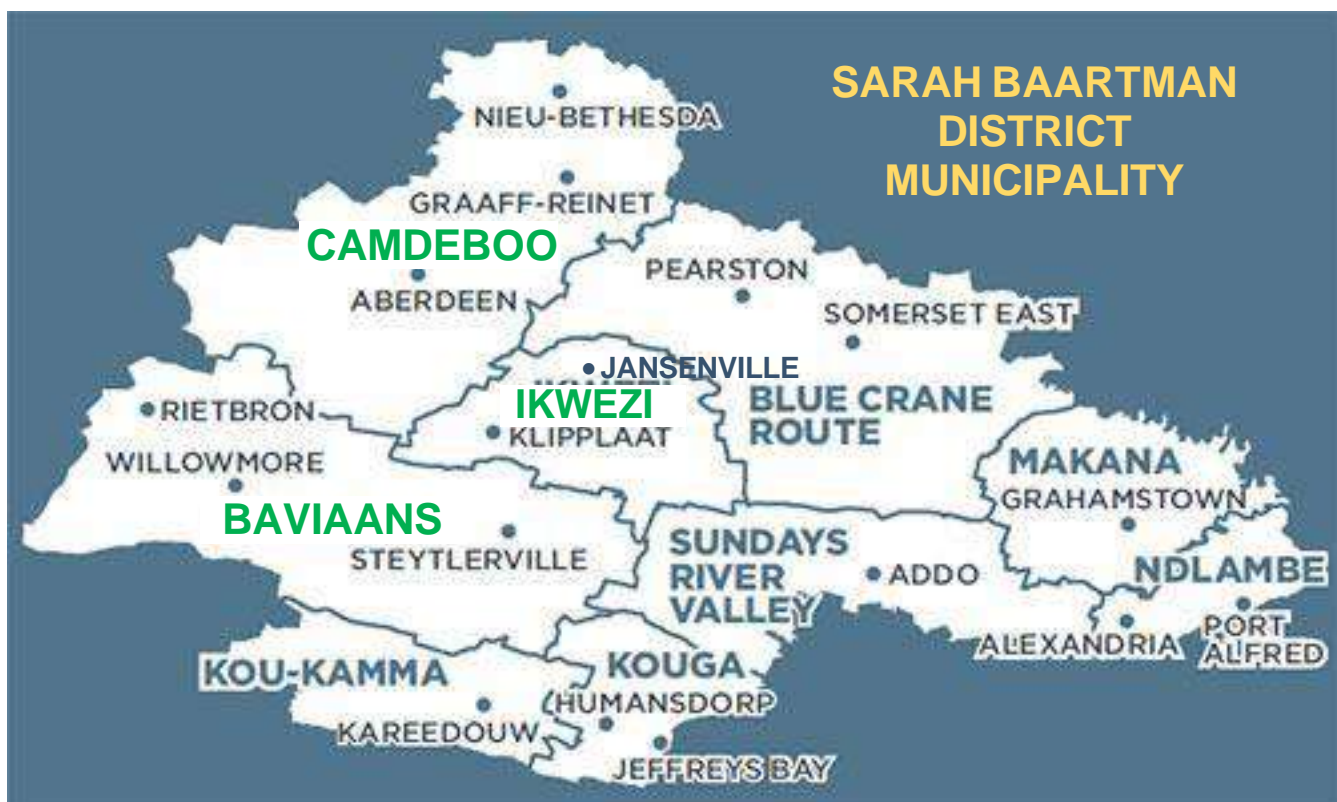 SARAH BAARTMAN
DISTRICT
MUNICIPALITY
NIEU-BETHESDA
GRAAFF-REINET
CAMDEBOO
ABERDEEN
PEARSTON
SOMERSET EAST
JANSENVILLE
IKWEZI
KLIPPLAAT
BLUE CRANE
ROUTE
RIETBRON
WILLOWMORE
BAVIAANS
STEYTLERVILLE
MAKANA
GRAHAMSTOWN
SUNDAYS
RIVER
VALLEY
ADDO
NDLAMBE
ALEXANDRIA
PORT
ALFRED
KOU-KAMMA
KAREEDOUW
KOUGA
HUMANSDORP
JEFFREYS BAY